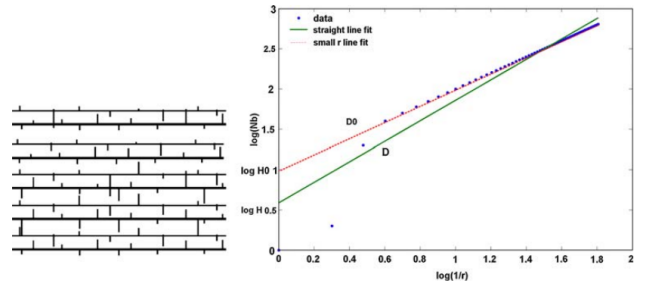 3
data
straight line fit
small r line fit
2.5
2
D0
1.5
D
log H0 1
log H 0.5
0
0 0.2 0.4 0.6 0.8 1 1.2 1.4 1.6 1.8 2
log(Nb)
log(1/r)